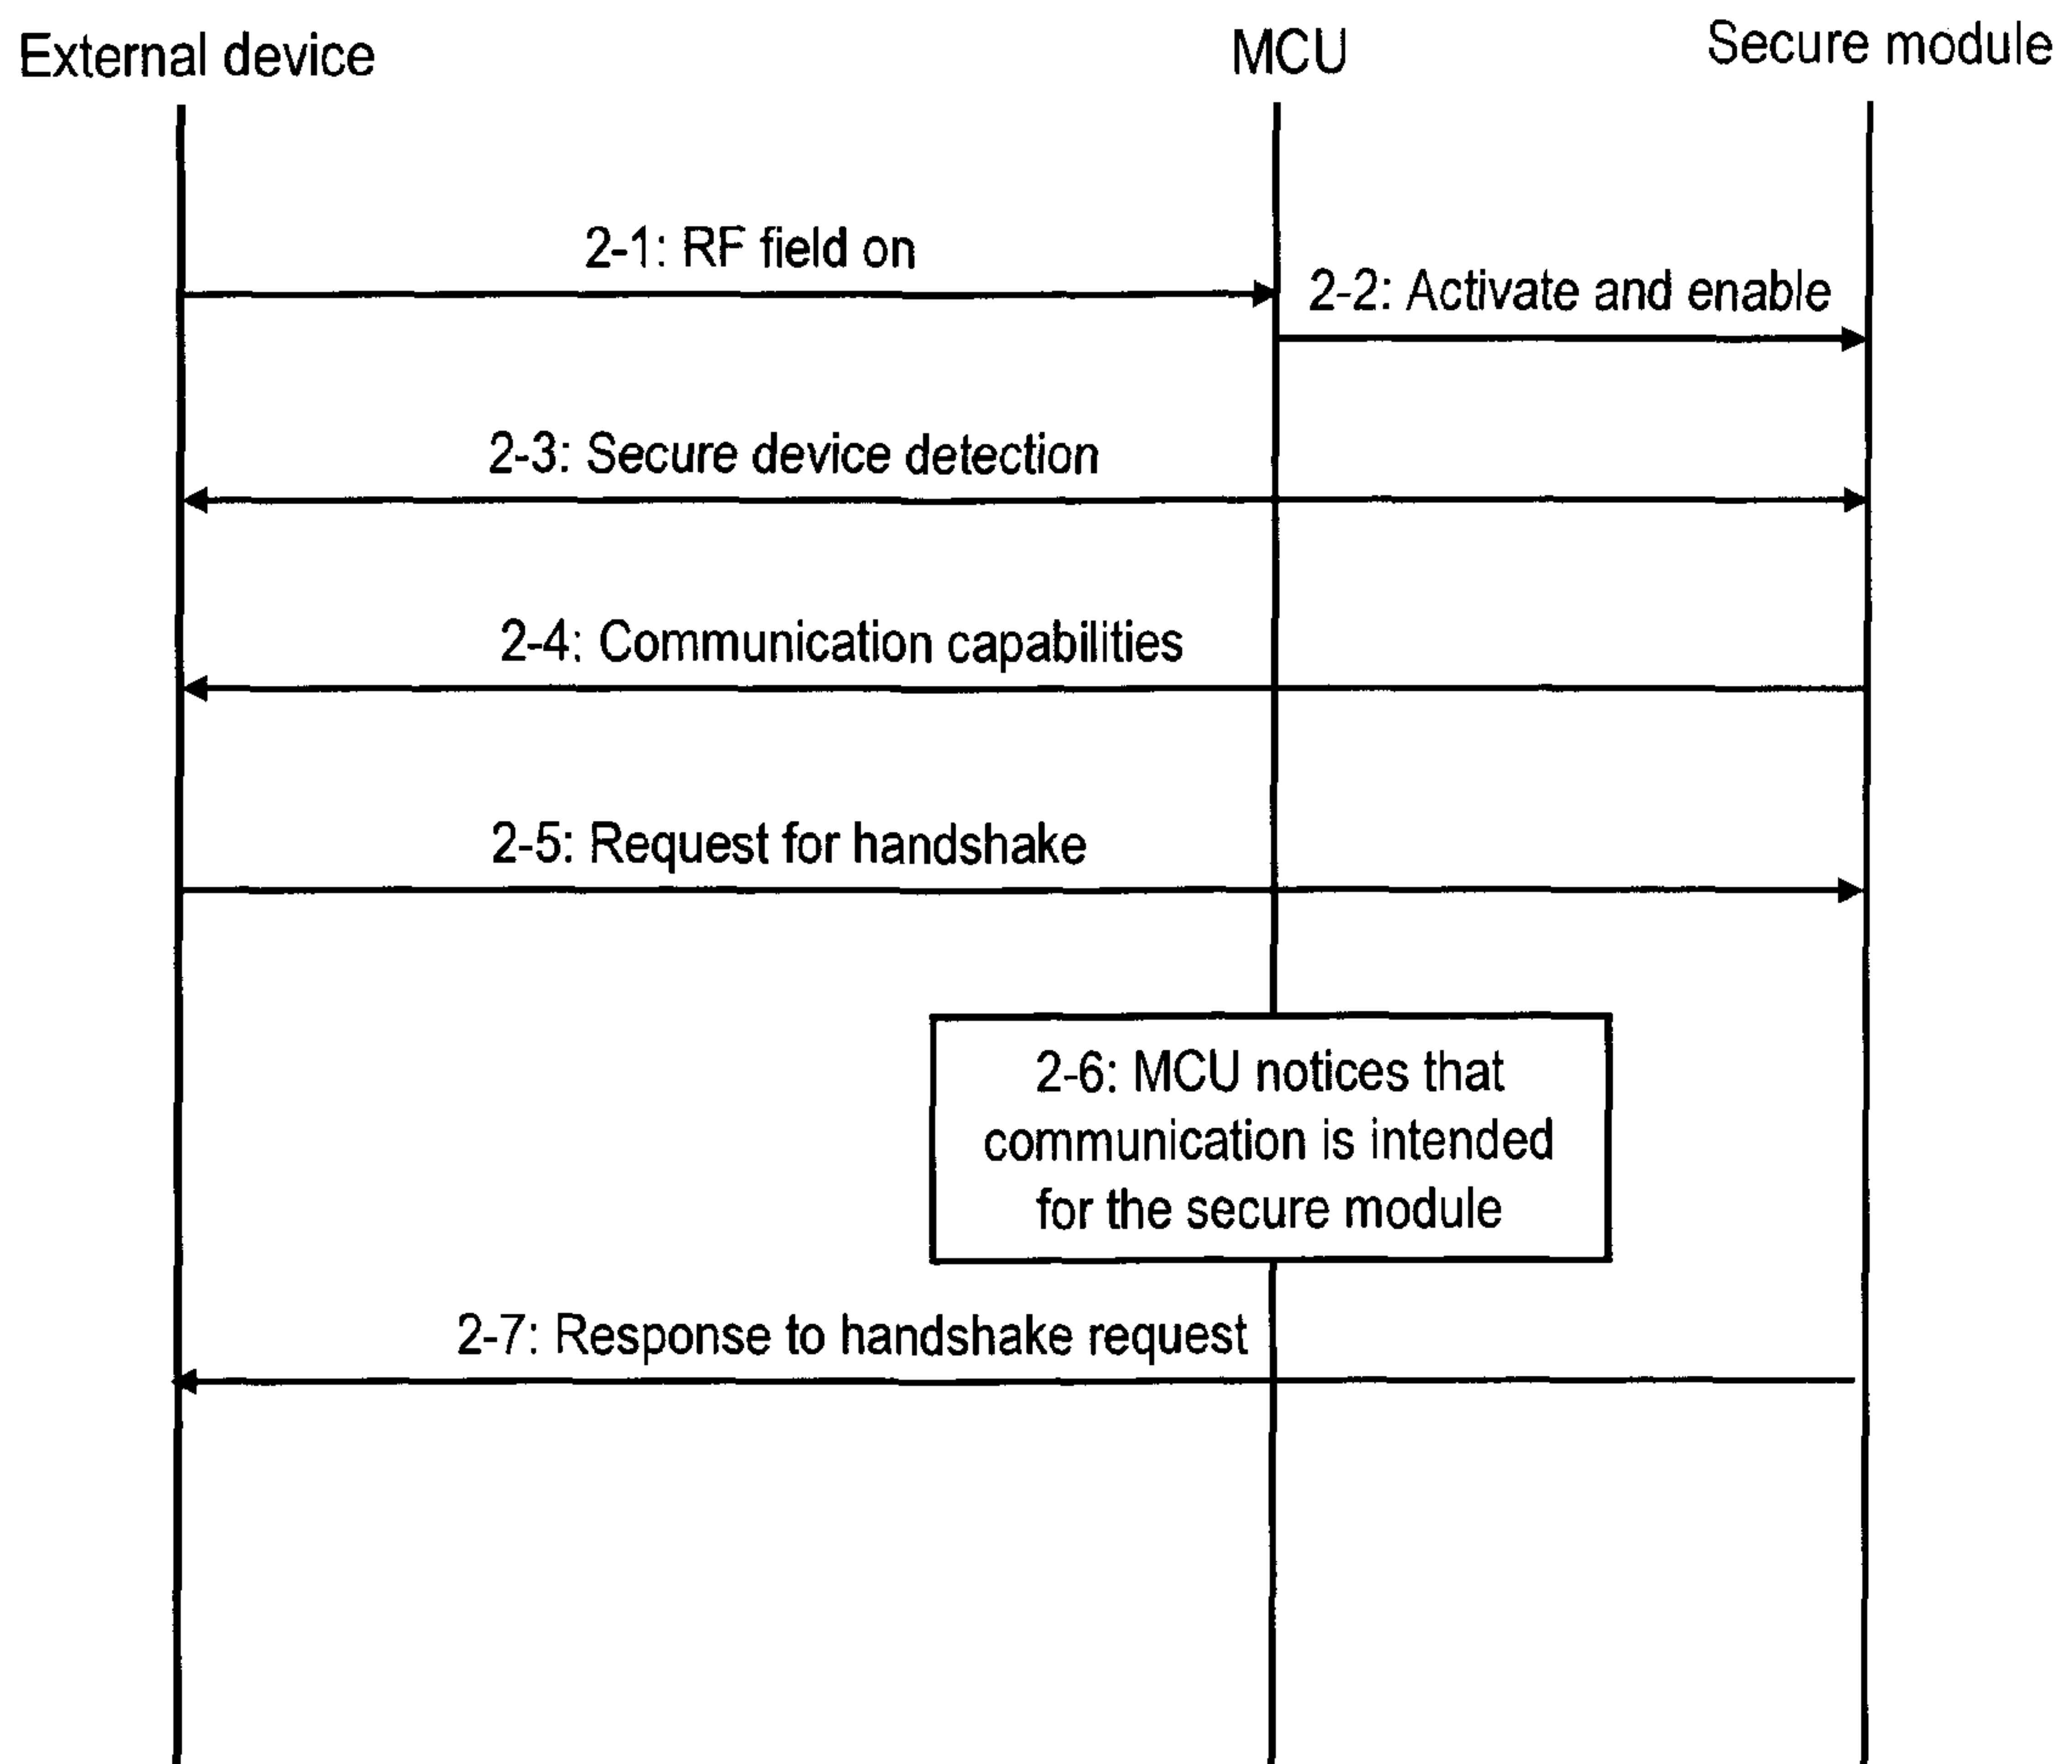 External device
MCU
Secure module
2-1: RF field on
2-2: Activate and enable
2-3: Secure device detection
2-4: Communication capabilities
2-5: Request for handshake
2-6: MCU notices that
communication is intended
for the secure module
2-7: Response to handshake request